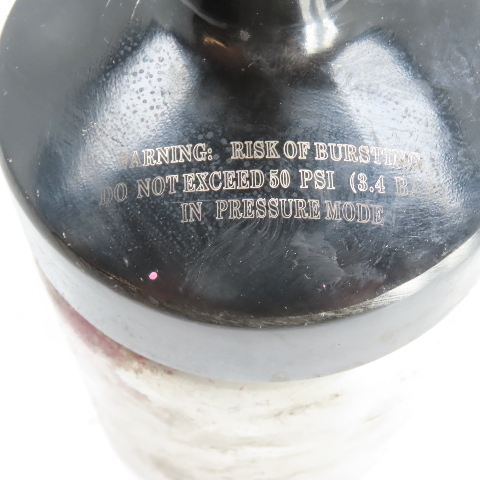 WARNING: RISK OF BURSTING
DO NOT EXCEED 50 PSI (3.4
IN PRESSURE MODE